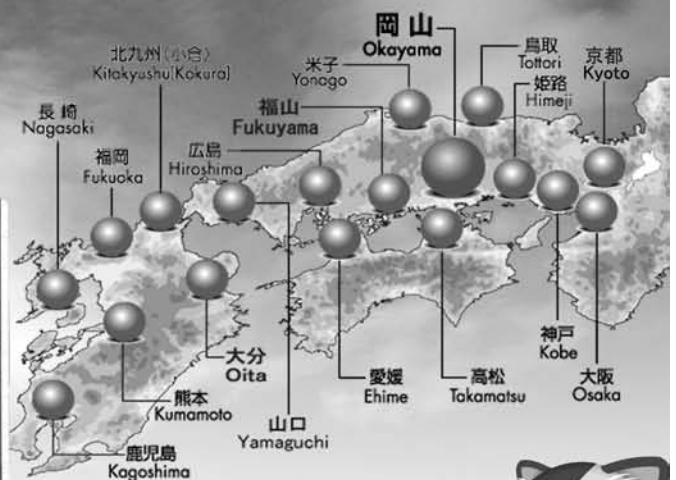 岡山
Okayama
鳥取
Tottori
京都
Kyoto
北九州(小合)
Kitakyushu[Kokura]
米子
Yonago
姫路
Himeji
長崎
Nagasaki
福山
Fukuyama
福岡
Fukuoka
広島
Hiroshima
神戸
Kobe
大分
Oita
愛媛
Ehime
高松
Takamatsu
大阪
Osaka
熊本
Kumamoto
山口
Yamaguchi
鹿児島
Kagoshima